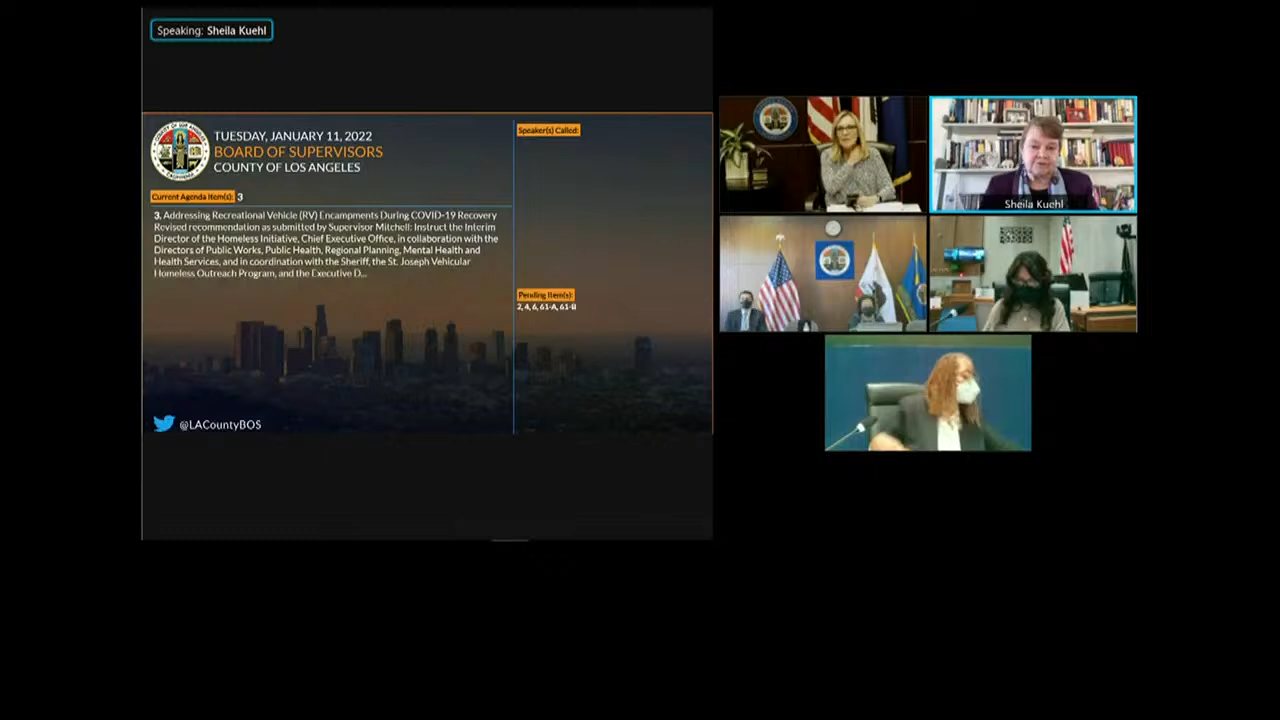 Speaking: Sheila Kuehl
TUESDAY, JANUARY 11, 2022
BOARD OF SUPERVISORS
COUNTY OF LOS ANGELES
Current Agenda Item(s): 3
3. Addressing Recreational Vehicle (RV) Encampments During COVID-19 Recovery
Revised recommendation as submitted by Supervisor Mitchell: Instruct the Interim
Director of the Homeless Initiative, Chief Executive Office, in collaboration with the
Directors of Public Works, Public Health, Regional Planning, Mental Health and
Health Services, and in coordination with the Sheriff, the St. Joseph Vehicular
Homeless Outreach Program, and the Executive D...
@LACountyBOS
Speaker(s) Called:
Pending Item(s):
2, 4, 6, 61-A, 61-B
Sheila Kuehl